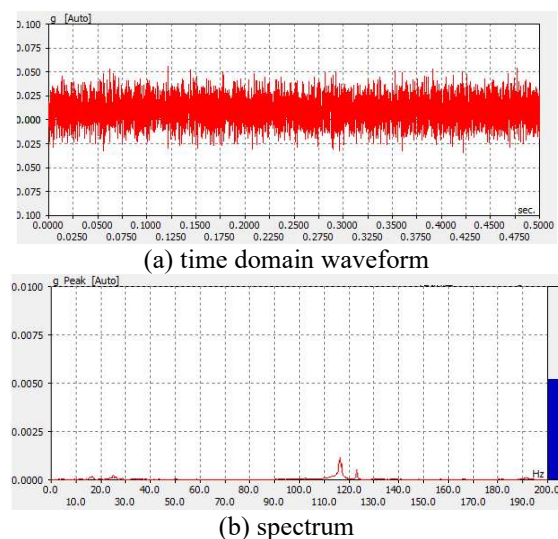 g [Auto]
0.100
0.075
0.050
0.025
0.000
0.025
0.050
0.075
0.100
sec.
0.0000 0.0500 0.1000 0.1500 0.2000 0.2500 0.3000 0.3500 0.4000 0.4500 0.5000
0.0250 0.0750 0.1250 0.1750 0.2250 0.2750 0.3250 0.3750 0.4250 0.4750
(a) time domain waveform
g Peak [Auto]
0.0100
0.0075
0.0050
0.0025
0.0000
Hz
0.0 20.0 40.0 60.0 80.0 100.0 120.0 140.0 160.0 180.0 200.0
10.0 30.0 50.0 70.0 90.0 110.0 130.0 150.0 170.0 190.0
(b) spectrum